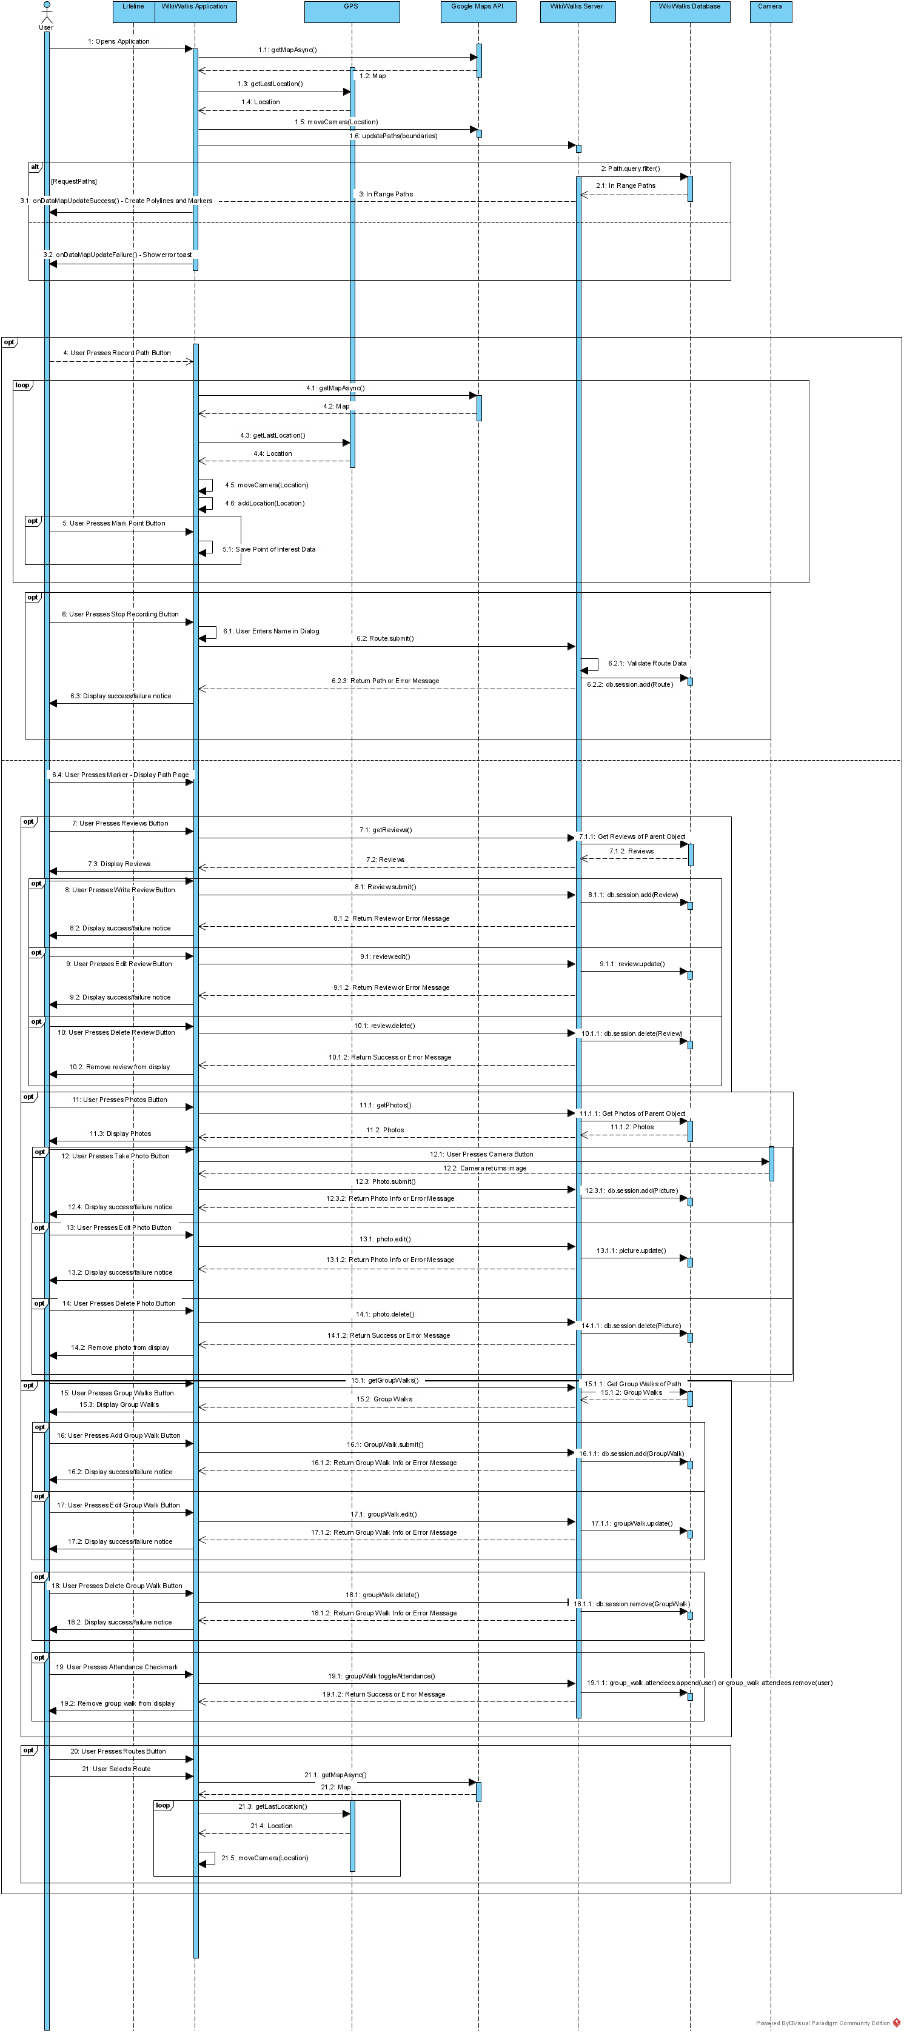 Lifeline
WikiWalks Application
GPS
Google Maps API
WikiWalks Server
WikiWalks Database
Camera
User
1: Opens Application
1.1: getMapAsync()
1.2: Map
1.3: getLastLocation()
1.4: Location
1.5: moveCamera(Location)
1.6: updatePaths(boundaries)
alt
[RequestPaths]
2: Path.query.filter()
2.1: In Range Paths
3: In Range Paths
3.1: onDataMapUpdateSuccess() - Create Polylines and Markers
3.2: onDataMapUpdateFailure() - Show error toast
opt
4: User Presses Record Path Button
loop
4.1: getMapAsync()
4.2: Map
4.3: getLastLocation()
4.4: Location
4.5: moveCamera(Location)
4.6: addLocation(Location)
opt
5: User Presses Mark Point Button
5.1: Save Point of Interest Data
opt
6: User Presses Stop Recording Button
6.1: User Enters Name in Dialog
6.2: Route.submit()
6.2.1: Validate Route Data
6.2.3: Return Path or Error Message
6.2.2: db.session.add(Route)
6.3: Display success/failure notice
6.4: User Presses Marker - Display Path Page
opt
7: User Presses Reviews Button
7.1: getReviews()
7.1.1: Get Reviews of Parent Object
7.1.2: Reviews
7.2: Reviews
7.3: Display Reviews
opt
8: User Presses Write Review Button
8.1: Review.submit()
8.1.1: db.session.add(Review)
8.1.2: Return Review or Error Message
8.2: Display success/failure notice
opt
9: User Presses Edit Review Button
9.1: review.edit()
9.1.1: review.update()
9.1.2: Return Review or Error Message
9.2: Display success/failure notice
opt
10: User Presses Delete Review Button
10.1: review.delete()
10.1.1: db.session.delete(Review)
10.1.2: Return Success or Error Message
10.2: Remove review from display
opt
11: User Presses Photos Button
11.1: getPhotos()
11.1.1: Get Photos of Parent Object
11.1.2: Photos
11.2: Photos
11.3: Display Photos
opt
12: User Presses Take Photo Button
12.1: User Presses Camera Button
12.2: Camera returns image
12.3: Photo.submit()
12.3.1: db.session.add(Picture)
12.3.2: Return Photo Info or Error Message
12.4: Display success/failure notice
opt
13: User Presses Edit Photo Button
13.1: photo.edit()
13.1.1: picture.update()
13.1.2: Return Photo Info or Error Message
13.2: Display success/failure notice
opt
14: User Presses Delete Photo Button
14.1: photo.delete()
14.1.1: db.session.delete(Picture)
14.1.2: Return Success or Error Message
14.2: Remove photo from display
opt
15: User Presses Group Walks Button
15.1: getGroupWalks()
15.1.1: Get Group Walks of Path
15.1.2: Group Walks
15.2: Group Walks
15.3: Display Group Walks
opt
16: User Presses Add Group Walk Button
16.1: GroupWalk.submit()
16.1.1: db.session.add(GroupWalk)
16.1.2: Return Group Walk Info or Error Message
16.2: Display success/failure notice
opt
17: User Presses Edit Group Walk Button
17.1: groupWalk.edit()
17.1.1: groupWalk.update()
17.1.2: Return Group Walk Info or Error Message
17.2: Display success/failure notice
opt
18: User Presses Delete Group Walk Button
18.1: groupWalk.delete()
18.1.1: db.session.remove(GroupWalk)
18.1.2: Return Group Walk Info or Error Message
18.2: Display success/failure notice
opt
19: User Presses Attendance Checkmark
19.1: groupWalk.toggleAttendance()
19.1.1: group_walk.attendees.append(user) or group_walk.attendees.remove(user)
19.1.2: Return Success or Error Message
19.2: Remove group walk from display
opt
20: User Presses Routes Button
21: User Selects Route
21.1: getMapAsync()
21.2: Map
loop
21.3: getLastLocation()
21.4: Location
21.5: moveCamera(Location)
Powered By Visual Paradigm Community Edition